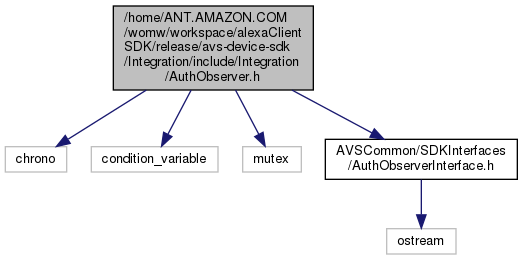 /home/ANT.AMAZON.COM
/womw/workspace/alexaClient
SDK/release/avs-device-sdk
/Integration/include/Integration
/AuthObserver.h
chrono
condition_variable
mutex
AVSCommon/SDKInterfaces
/AuthObserverInterface.h
ostream